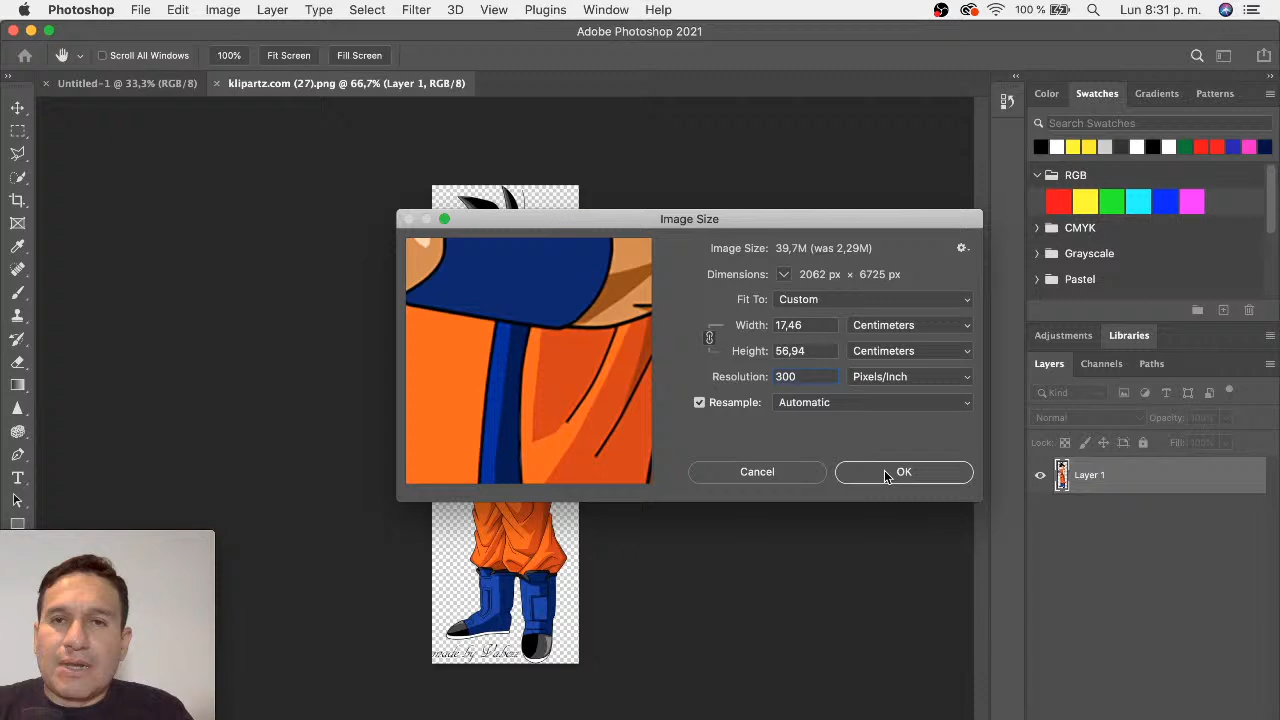 Photoshop File Edit Image Layer Type Select Filter 3D View Plugins Window Help 100 % Lun 8:31 p. m.
Adobe Photoshop 2021
Scroll All Windows 100% Fit Screen Fill Screen
Untitled-1 @ 33,3% (RGB/8) klipartz.com (27).png @ 66,7% (Layer 1, RGB/8)
Color Swatches Gradients Patterns
Search Swatches
RGB
CMYK
Grayscale
Pastel
Image Size
Image Size: 39,7M (was 2,29M)
Dimensions: 2062 px × 6725 px
Fit To: Custom
Width: 17,46 Centimeters
Height: 56,94 Centimeters
Resolution: 300 Pixels/Inch
Resample: Automatic
Cancel OK
Adjustments Libraries
Layers Channels Paths
Kind
Normal Opacity: 100%
Lock: Fill: 100%
Layer 1
made by